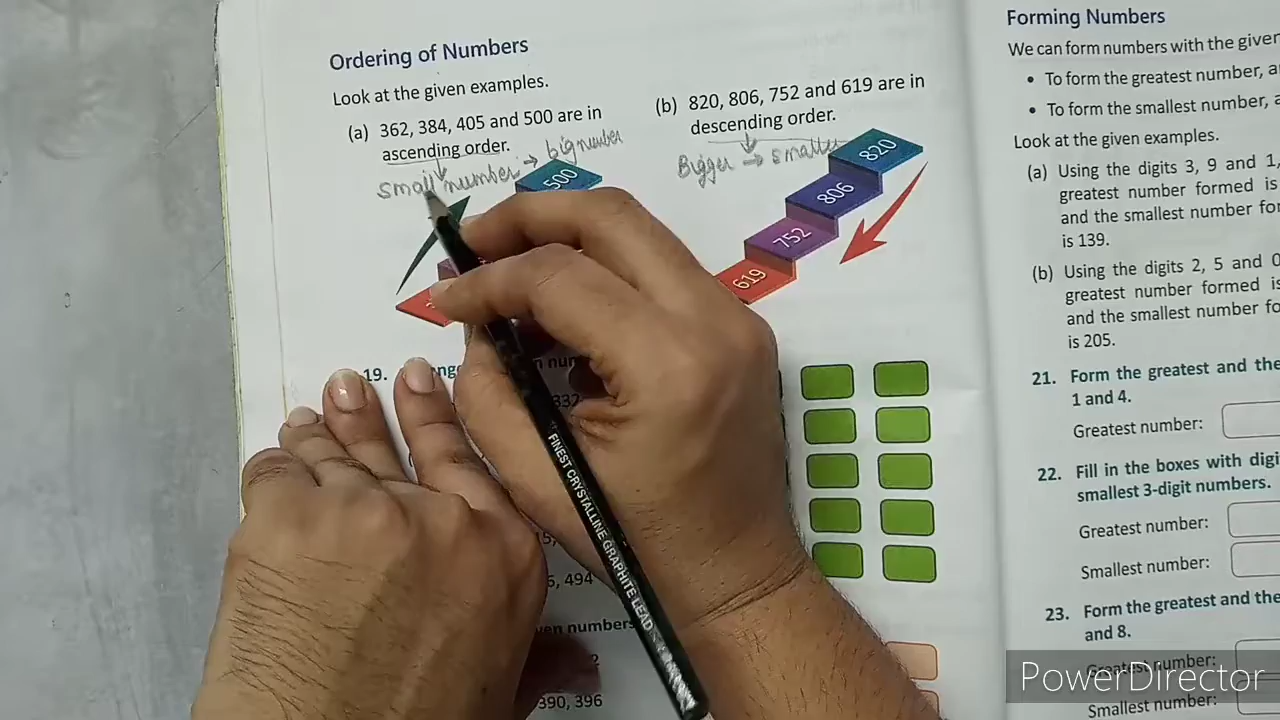 Ordering of Numbers
Look at the given examples.
(a) 362, 384, 405 and 500 are in
ascending order.
small number → big number
500
(b) 820, 806, 752 and 619 are in
descending order.
Bigger → smaller
820
806
752
619
19.
332
6, 494
en numbers
2
390, 396
FINEST CRYSTALLINE GRAPHITE LEAD
Forming Numbers
We can form numbers with the given
• To form the greatest number,
• To form the smallest number,
Look at the given examples.
(a) Using the digits 3, 9 and 1,
greatest number formed is
and the smallest number for
is 139.
(b) Using the digits 2, 5 and 0
greatest number formed is
and the smallest number fo
is 205.
21. Form the greatest and the
1 and 4.
Greatest number:
22. Fill in the boxes with digi
smallest 3-digit numbers.
Greatest number:
Smallest number:
23. Form the greatest and the
and 8.
Greatest number:
Smallest number:
PowerDirector